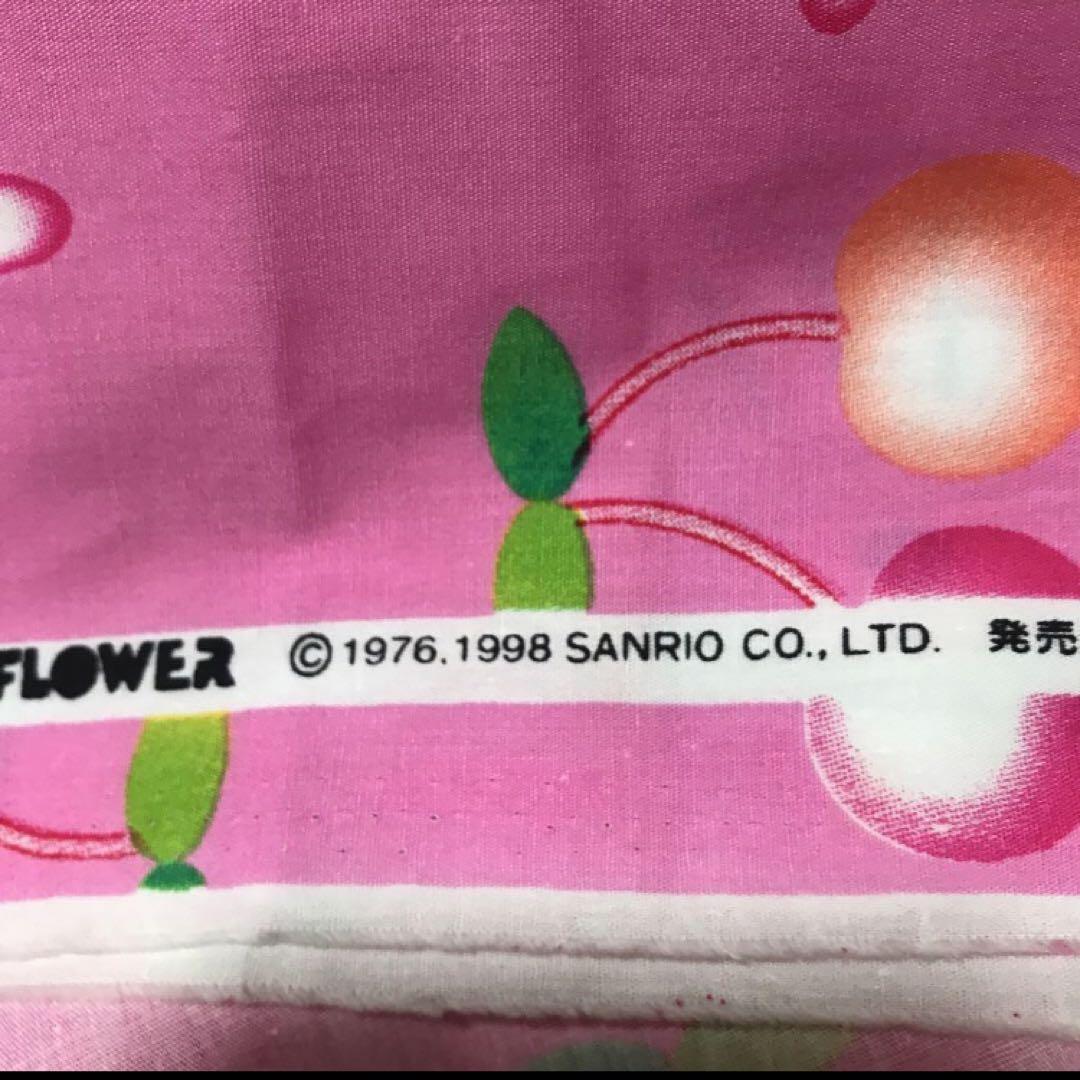 FLOWER ©1976.1998 SANRIO CO., LTD. 発売